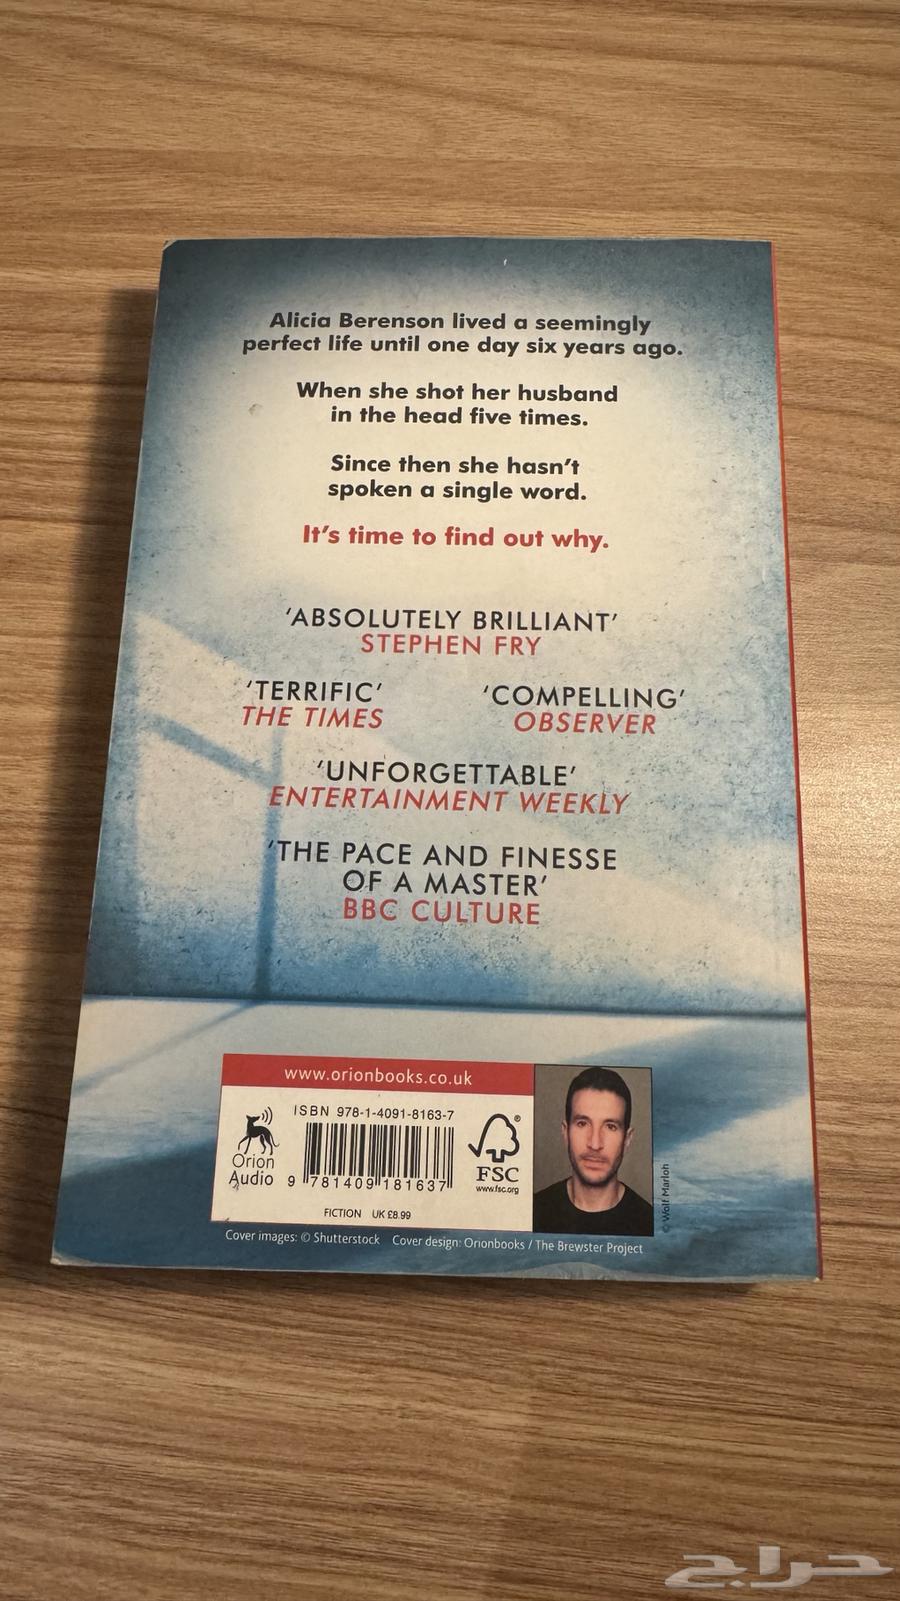 Alicia Berenson lived a seemingly
perfect life until one day six years ago.
When she shot her husband
in the head five times.
Since then she hasn't
spoken a single word.
It's time to find out why.
‘ABSOLUTELY BRILLIANT’
STEPHEN FRY
‘TERRIFIC’
THE TIMES
‘COMPELLING’
OBSERVER
‘UNFORGETTABLE’
ENTERTAINMENT WEEKLY
‘THE PACE AND FINESSE
OF A MASTER’
BBC CULTURE
www.orionbooks.co.uk
ISBN 978-1-4091-8163-7
Orion
Audio
9 781409 181637
FSC
®
www.fsc.org
FICTION UK £8.99
© Wolf Marloh
Cover images: © Shutterstock Cover design: Orionbooks / The Brewster Project
حراج